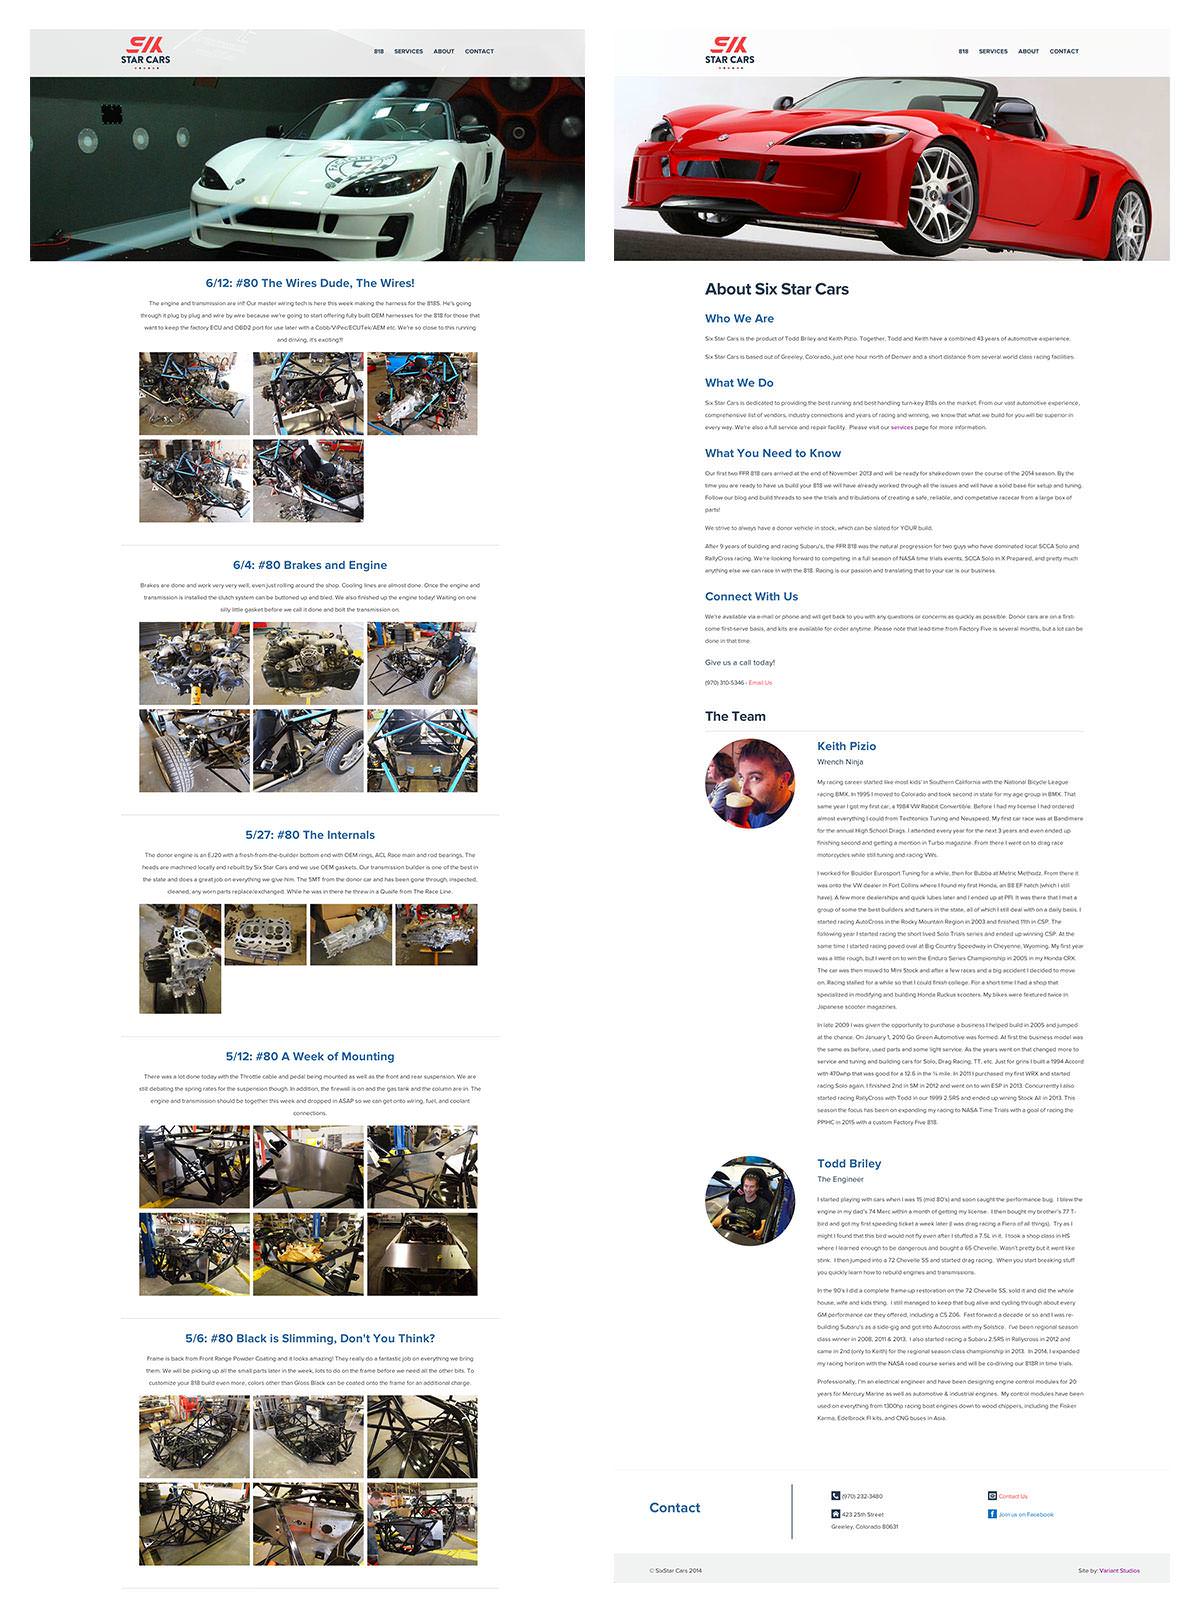 SIX
STAR CARS
818 SERVICES ABOUT CONTACT
6/12: #80 The Wires Dude, The Wires!
The engine and transmission are in!! Our master wiring tech is here this week making the harness for the 818S. He's going
through it plug by plug and wire by wire because we're going to start offering fully built OEM harnesses for the 818 for those that
want to keep the factory ECU and OBD2 port for use later with a Cobb/ViPec/ECUTek/AEM etc. We're so close to this running
and driving, it's exciting!!!
6/4: #80 Brakes and Engine
Brakes are done and work very very well, even just rolling around the shop. Cooling lines are almost done. Once the engine and
transmission is installed the clutch system can be buttoned up and bled. We also finished up the engine today! Waiting on one
silly little gasket before we call it done and bolt the transmission on.
5/27: #80 The Internals
The donor engine is an EJ20 with a fresh-from-the-builder bottom end with OEM rings, ACL Race main and rod bearings. The
heads are machined locally and rebuilt by Six Star Cars and we use OEM gaskets. Our transmission builder is one of the best in
the state and does a great job on everything we give him. The 5MT from the donor car and has been gone through, inspected,
cleaned, any worn parts replace/exchanged. While he was in there he threw in a Quaife from The Race Line.
5/12: #80 A Week of Mounting
There was a lot done today with the Throttle cable and pedal being mounted as well as the front and rear suspension. We are
still debating the spring rates for the suspension though. In addition, the firewall is on and the gas tank and the column are in. The
engine and transmission should be together this week and dropped in ASAP so we can get onto wiring, fuel, and coolant
connections.
5/6: #80 Black is Slimming, Don't You Think?
Frame is back from Front Range Powder Coating and it looks amazing! They really do a fantastic job on everything we bring
them. We will be picking up all the small parts later in the week, lots to do on the frame before we need all the other bits. To
customize your 818 build even more, colors other than Gloss Black can be coated onto the frame for an additional charge.
SIX
STAR CARS
818 SERVICES ABOUT CONTACT
About Six Star Cars
Who We Are
Six Star Cars is the product of Todd Briley and Keith Pizio. Together, Todd and Keith have a combined 43 years of automotive experience.
Six Star Cars is based out of Greeley, Colorado, just one hour north of Denver and a short distance from several world class racing facilities.
What We Do
Six Star Cars is dedicated to providing the best running and best handling turn-key 818s on the market. From our vast automotive experience,
comprehensive list of vendors, industry connections and years of racing and winning, we know that what we build for you will be superior in
every way. We're also a full service and repair facility. Please visit our services page for more information.
What You Need to Know
Our first two FFR 818 cars arrived at the end of November 2013 and will be ready for shakedown over the course of the 2014 season. By the
time you are ready to have us build your 818 we will have already worked through all the issues and will have a solid base for setup and tuning.
Follow our blog and build threads to see the trials and tribulations of creating a safe, reliable, and competative racecar from a large box of
parts!
We strive to always have a donor vehicle in stock, which can be slated for YOUR build.
After 9 years of building and racing Subaru's, the FFR 818 was the natural progression for two guys who have dominated local SCCA Solo and
RallyCross racing. We're looking forward to competing in a full season of NASA time trials events, SCCA Solo in X Prepared, and pretty much
anything else we can race in with the 818. Racing is our passion and translating that to your car is our business.
Connect With Us
We're available via e-mail or phone and will get back to you with any questions or concerns as quickly as possible. Donor cars are on a first-
come first-serve basis, and kits are available for order anytime. Please note that lead-time from Factory Five is several months, but a lot can be
done in that time.
Give us a call today!
(970) 310-5346 - Email Us
The Team
Keith Pizio
Wrench Ninja
My racing career started like most kids' in Southern California with the National Bicycle League
racing BMX. In 1995 I moved to Colorado and took second in state for my age group in BMX. That
same year I got my first car, a 1984 VW Rabbit Convertible. Before I had my license I had ordered
almost everything I could from Techtonics Tuning and Neuspeed. My first car race was at Bandimere
for the annual High School Drags. I attended every year for the next 3 years and even ended up
finishing second and getting a mention in Turbo magazine. From there I went on to drag race
motorcycles while still tuning and racing VWs.
I worked for Boulder Eurosport Tuning for a while, then for Bubba at Metric Methodz. From there it
was onto the VW dealer in Fort Collins where I found my first Honda, an 88 EF hatch (which I still
have). A few more dealerships and quick lubes later and I ended up at PFI. It was there that I met a
group of some the best builders and tuners in the state, all of which I still deal with on a daily basis. I
started racing AutoCross in the Rocky Mountain Region in 2003 and finished 11th in CSP. The
following year I started racing the short lived Solo Trials series and ended up winning CSP. At the
same time I started racing paved oval at Big Country Speedway in Cheyenne, Wyoming. My first year
was a little rough, but I went on to win the Enduro Series Championship in 2005 in my Honda CRX.
The car was then moved to Mini Stock and after a few races and a big accident I decided to move
on. Racing stalled for a while so that I could finish college. For a short time I had a shop that
specialized in modifying and building Honda Ruckus scooters. My bikes were featured twice in
Japanese scooter magazines.
In late 2009 I was given the opportunity to purchase a business I helped build in 2005 and jumped
at the chance. On January 1, 2010 Go Green Automotive was formed. At first the business model was
the same as before, used parts and some light service. As the years went on that changed more to
service and tuning and building cars for Solo, Drag Racing, TT, etc. Just for grins I built a 1994 Accord
with 470whp that was good for a 12.6 in the ¼ mile. In 2011 I purchased my first WRX and started
racing Solo again. I finished 2nd in SM in 2012 and went on to win ESP in 2013. Concurrently I also
started racing RallyCross with Todd in our 1999 2.5RS and ended up wining Stock All in 2013. This
season the focus has been on expanding my racing to NASA Time Trials with a goal of racing the
PPIHC in 2015 with a custom Factory Five 818.
Todd Briley
The Engineer
I started playing with cars when I was 15 (mid 80's) and soon caught the performance bug. I blew the
engine in my dad's 74 Merc within a month of getting my license. I then bought my brother's 77 T-
bird and got my first speeding ticket a week later (I was drag racing a Fiero of all things). Try as I
might I found that this bird would not fly even after I stuffed a 7.5L in it. I took a shop class in HS
where I learned enough to be dangerous and bought a 65 Chevelle. Wasn't pretty but it went like
stink. I then jumped into a 72 Chevelle SS and started drag racing. When you start breaking stuff
you quickly learn how to rebuild engines and transmissions.
In the 90's I did a complete frame-up restoration on the 72 Chevelle SS, sold it and did the whole
house, wife and kids thing. I still managed to keep that bug alive and cycling through about every
GM performance car they offered, including a C5 Z06. Fast forward a decade or so and I was re-
building Subaru's as a side-gig and got into Autocross with my Solstice. I've been regional season
class winner in 2008, 2011 & 2013. I also started racing a Subaru 2.5RS in Rallycross in 2012 and
came in 2nd (only to Keith) for the regional season class championship in 2013. In 2014, I expanded
my racing horizon with the NASA road course series and will be co-driving our 818R in time trials.
Professionally, I'm an electrical engineer and have been designing engine control modules for 20
years for Mercury Marine as well as automotive & industrial engines. My control modules have been
used on everything from 1300hp racing boat engines down to wood chippers, including the Fisker
Karma, Edelbrock FI kits, and CNG buses in Asia.
Contact
(970) 232-3480
423 25th Street
Greeley, Colorado 80631
Contact Us
Join us on Facebook
© SixStar Cars 2014
Site by: Variant Studios